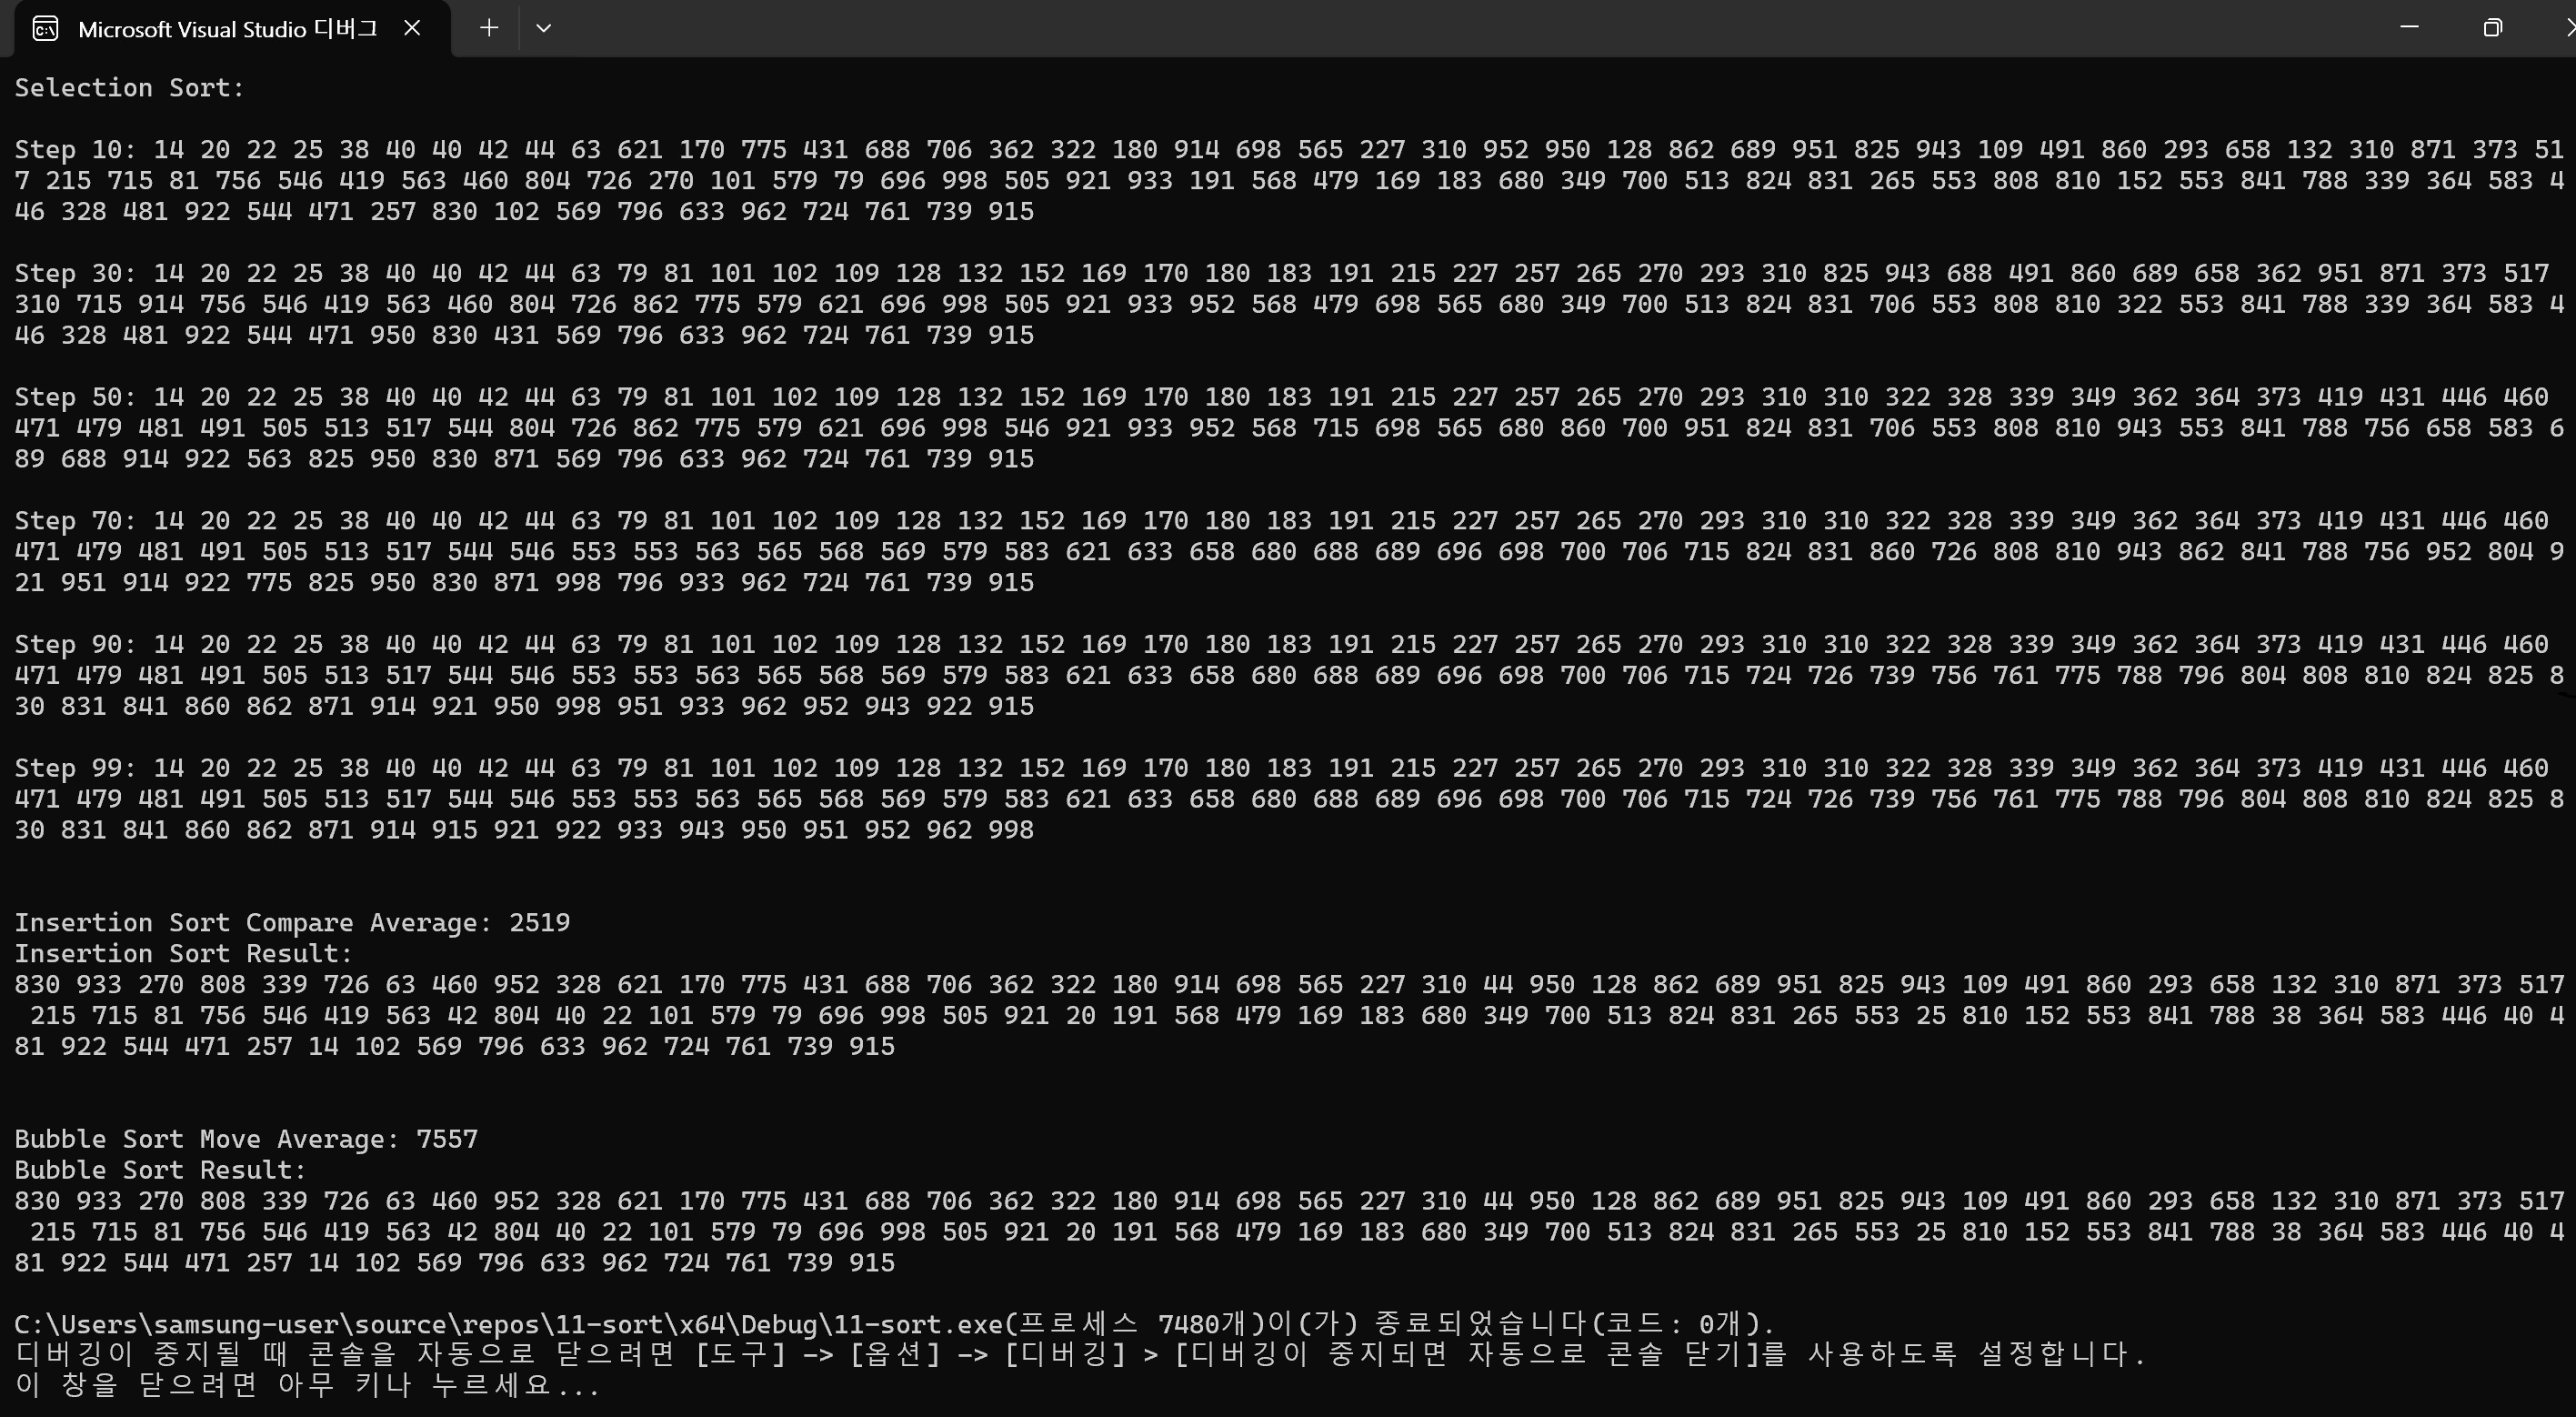 Microsoft Visual Studio 디버그
Selection Sort:
Step 10: 14 20 22 25 38 40 40 42 44 63 621 170 775 431 688 706 362 322 180 914 698 565 227 310 952 950 128 862 689 951 825 943 109 491 860 293 658 132 310 871 373 51
7 215 715 81 756 546 419 563 460 804 726 270 101 579 79 696 998 505 921 933 191 568 479 169 183 680 349 700 513 824 831 265 553 808 810 152 553 841 788 339 364 583 4
46 328 481 922 544 471 257 830 102 569 796 633 962 724 761 739 915
Step 30: 14 20 22 25 38 40 40 42 44 63 79 81 101 102 109 128 132 152 169 170 180 183 191 215 227 257 265 270 293 310 825 943 688 491 860 689 658 362 951 871 373 517
310 715 914 756 546 419 563 460 804 726 862 775 579 621 696 998 505 921 933 952 568 479 698 565 680 349 700 513 824 831 706 553 808 810 322 553 841 788 339 364 583 4
46 328 481 922 544 471 950 830 431 569 796 633 962 724 761 739 915
Step 50: 14 20 22 25 38 40 40 42 44 63 79 81 101 102 109 128 132 152 169 170 180 183 191 215 227 257 265 270 293 310 310 322 328 339 349 362 364 373 419 431 446 460
471 479 481 491 505 513 517 544 804 726 862 775 579 621 696 998 546 921 933 952 568 715 698 565 680 860 700 951 824 831 706 553 808 810 943 553 841 788 756 658 583 6
89 688 914 922 563 825 950 830 871 569 796 633 962 724 761 739 915
Step 70: 14 20 22 25 38 40 40 42 44 63 79 81 101 102 109 128 132 152 169 170 180 183 191 215 227 257 265 270 293 310 310 322 328 339 349 362 364 373 419 431 446 460
471 479 481 491 505 513 517 544 546 553 553 563 565 568 569 579 583 621 633 658 680 688 689 696 698 700 706 715 824 831 860 726 808 810 943 862 841 788 756 952 804 9
21 951 914 922 775 825 950 830 871 998 796 933 962 724 761 739 915
Step 90: 14 20 22 25 38 40 40 42 44 63 79 81 101 102 109 128 132 152 169 170 180 183 191 215 227 257 265 270 293 310 310 322 328 339 349 362 364 373 419 431 446 460
471 479 481 491 505 513 517 544 546 553 553 563 565 568 569 579 583 621 633 658 680 688 689 696 698 700 706 715 724 726 739 756 761 775 788 796 804 808 810 824 825 8
30 831 841 860 862 871 914 921 950 998 951 933 962 952 943 922 915
Step 99: 14 20 22 25 38 40 40 42 44 63 79 81 101 102 109 128 132 152 169 170 180 183 191 215 227 257 265 270 293 310 310 322 328 339 349 362 364 373 419 431 446 460
471 479 481 491 505 513 517 544 546 553 553 563 565 568 569 579 583 621 633 658 680 688 689 696 698 700 706 715 724 726 739 756 761 775 788 796 804 808 810 824 825 8
30 831 841 860 862 871 914 915 921 922 933 943 950 951 952 962 998
Insertion Sort Compare Average: 2519
Insertion Sort Result:
830 933 270 808 339 726 63 460 952 328 621 170 775 431 688 706 362 322 180 914 698 565 227 310 44 950 128 862 689 951 825 943 109 491 860 293 658 132 310 871 373 517
215 715 81 756 546 419 563 42 804 40 22 101 579 79 696 998 505 921 20 191 568 479 169 183 680 349 700 513 824 831 265 553 25 810 152 553 841 788 38 364 583 446 40 4
81 922 544 471 257 14 102 569 796 633 962 724 761 739 915
Bubble Sort Move Average: 7557
Bubble Sort Result:
830 933 270 808 339 726 63 460 952 328 621 170 775 431 688 706 362 322 180 914 698 565 227 310 44 950 128 862 689 951 825 943 109 491 860 293 658 132 310 871 373 517
215 715 81 756 546 419 563 42 804 40 22 101 579 79 696 998 505 921 20 191 568 479 169 183 680 349 700 513 824 831 265 553 25 810 152 553 841 788 38 364 583 446 40 4
81 922 544 471 257 14 102 569 796 633 962 724 761 739 915
C:\Users\samsung-user\source\repos\11-sort\x64\Debug\11-sort.exe(프로세스 7480개)이(가) 종료되었습니다(코드: 0개).
디버깅이 중지될 때 콘솔을 자동으로 닫으려면 [도구] -> [옵션] -> [디버깅] > [디버깅이 중지되면 자동으로 콘솔 닫기]를 사용하도록 설정합니다.
이 창을 닫으려면 아무 키나 누르세요...